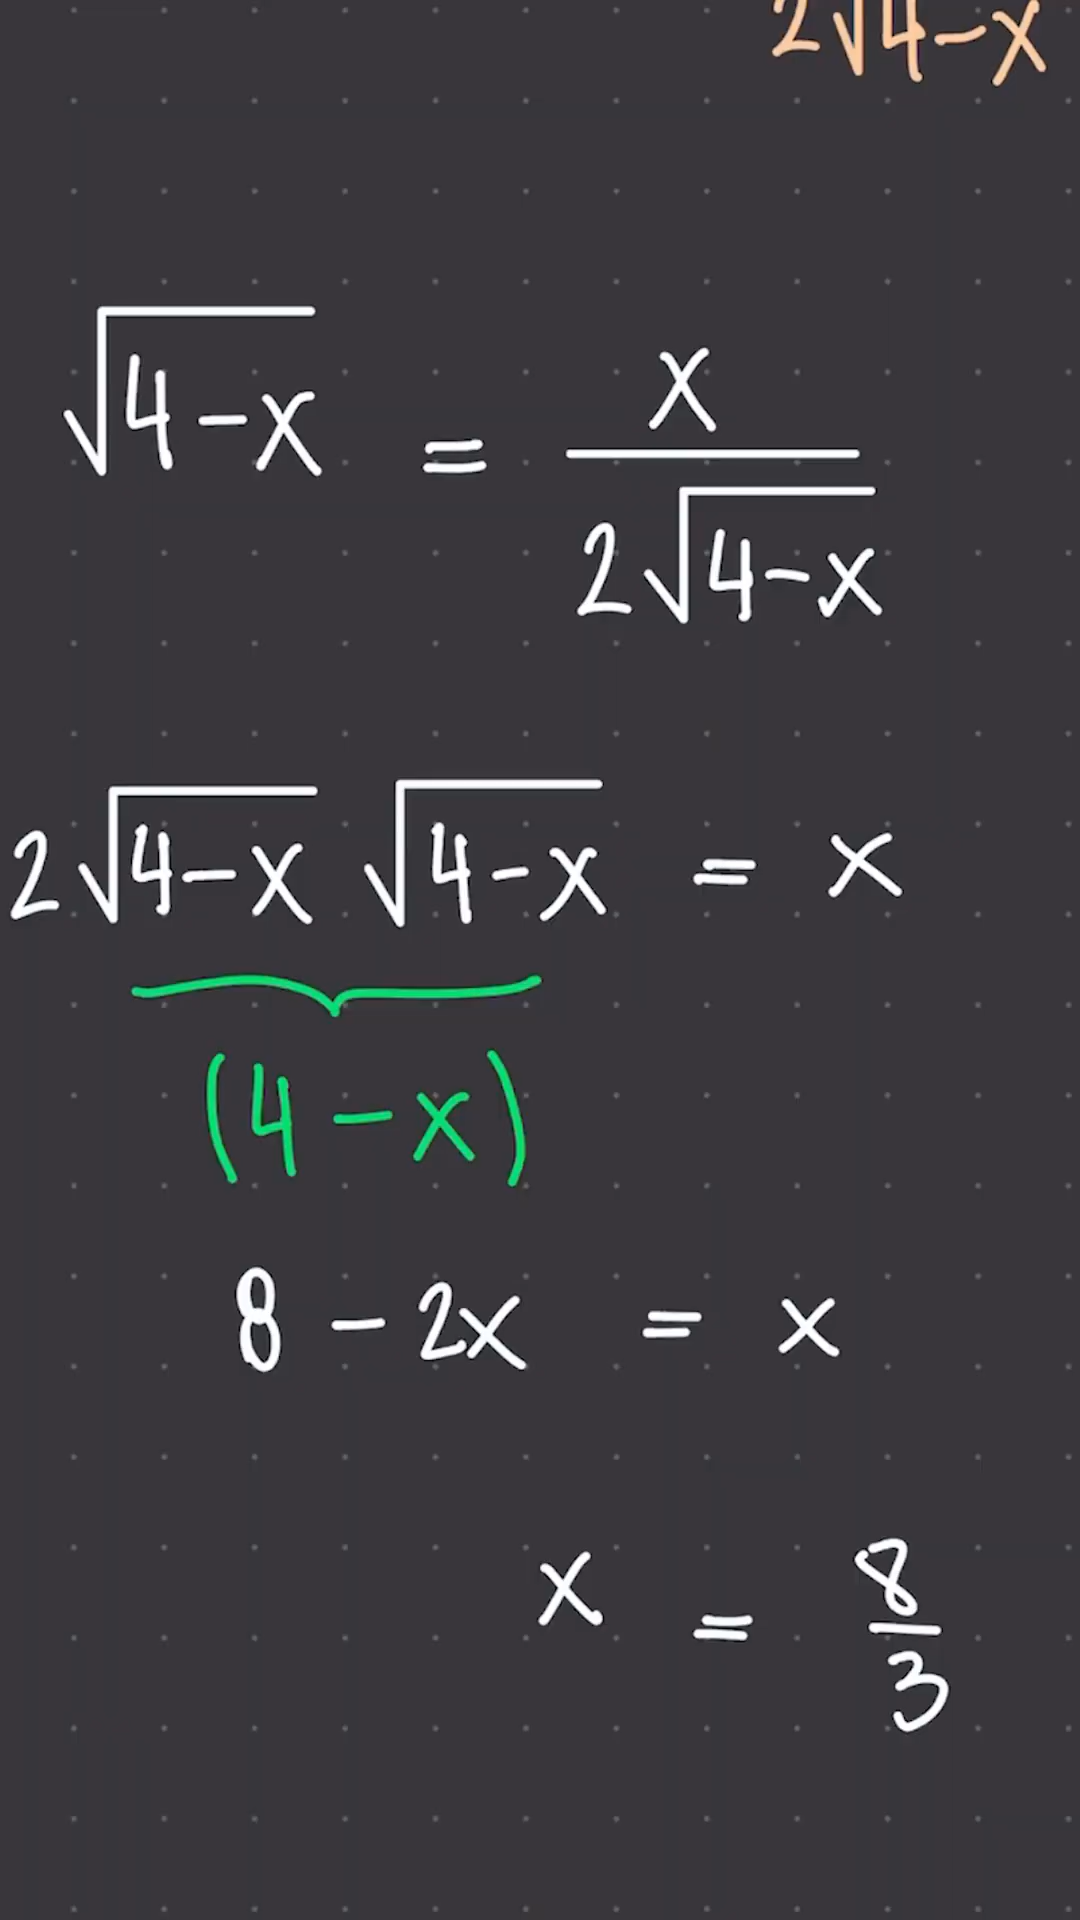 2√4-x
√4-x = x/2√4-x
2√4-x √4-x = x
(4-x)
8 - 2x = x
x = 8/3